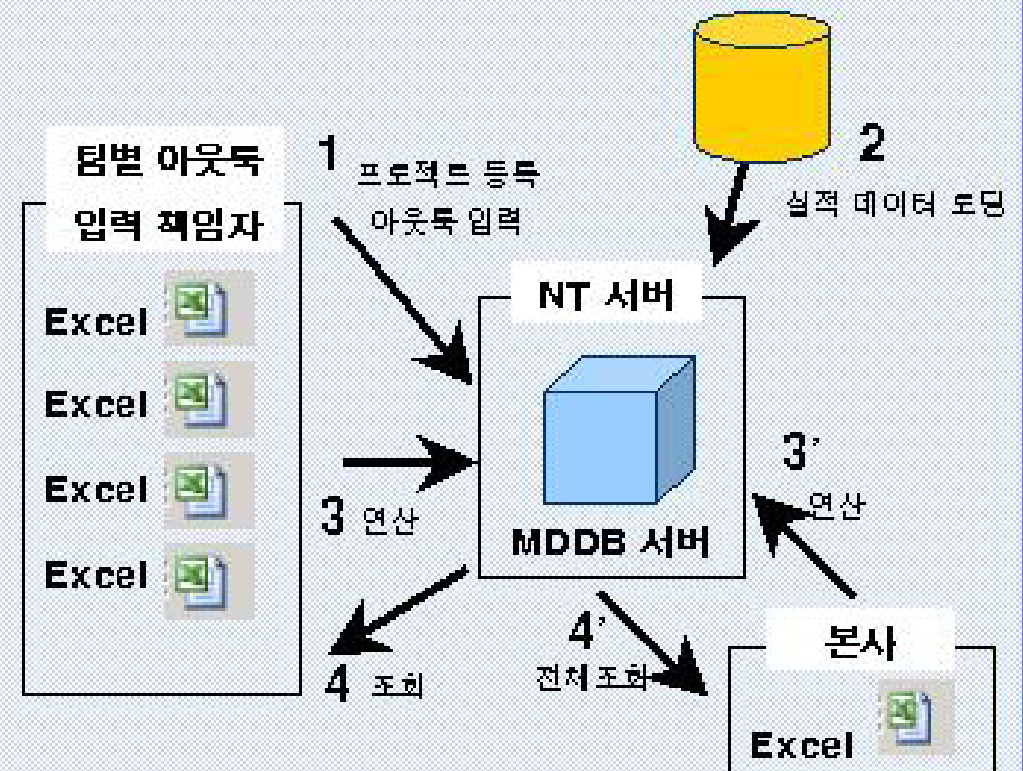 팀별 아웃룩
입력 책임자
Excel
Excel
Excel
Excel
1
프로젝트 등록
아웃룩 입력
2
실적 데이터 로딩
NT 서버
MDDB 서버
3 연산
3’
연산
4 조회
4’
전체 조회
본사
Excel